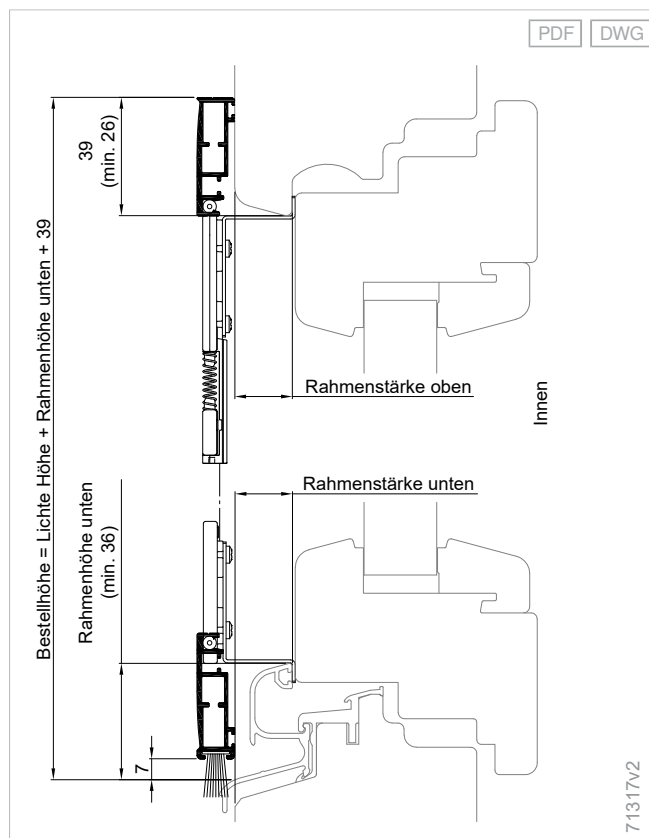 PDF
DWG
39
(min. 26)
Bestellhöhe = Lichte Höhe + Rahmenhöhe unten + 39
Rahmenstärke oben
Innen
Rahmenstärke unten
Rahmenhöhe unten
(min. 36)
7
71317v2